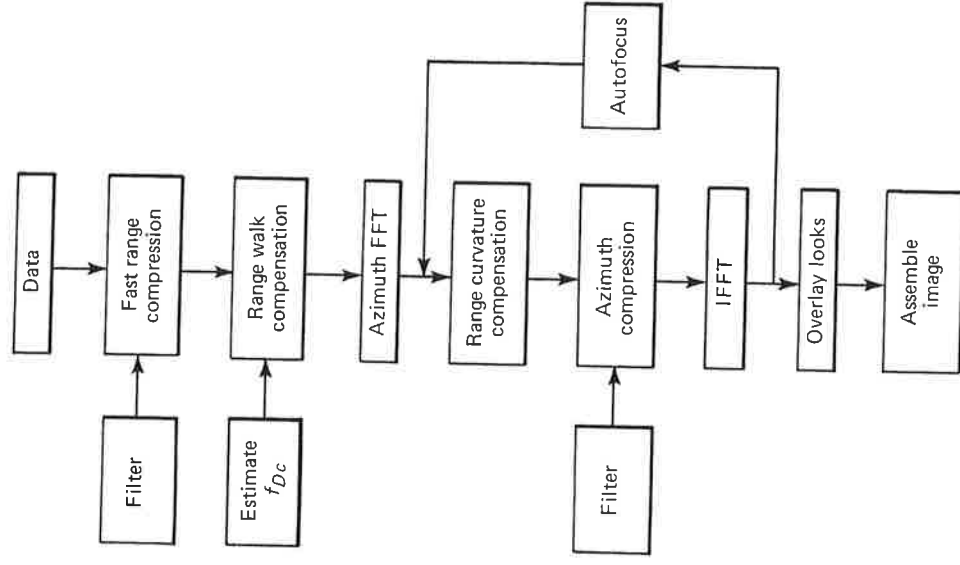 Data
Fast range
compression
Filter
Range walk
compensation
Estimate
f_Dc
Azimuth FFT
Range curvature
compensation
Autofocus
Azimuth
compression
Filter
IFFT
Overlay looks
Assemble
image